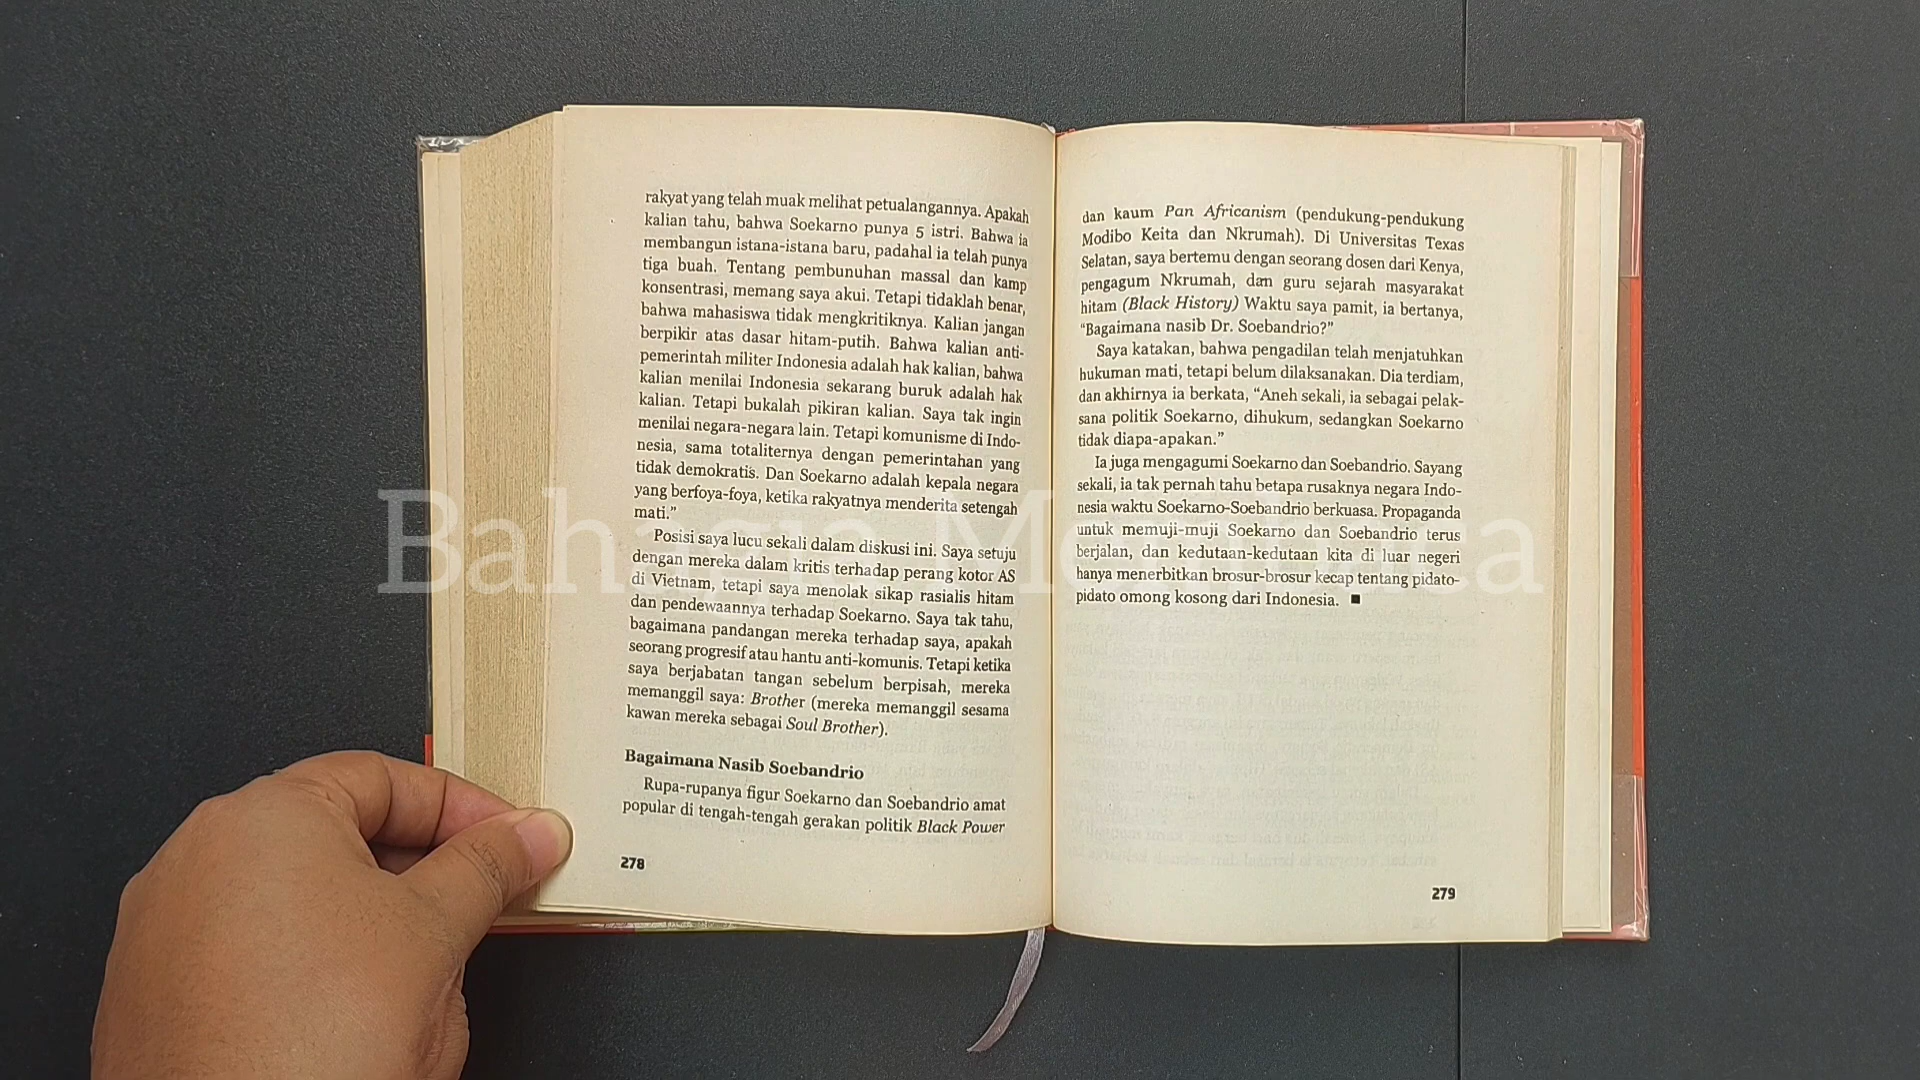 rakyat yang telah muak melihat petualangannya. Apakah
kalian tahu, bahwa Soekarno punya 5 istri. Bahwa ia
membangun istana-istana baru, padahal ia telah punya
tiga buah. Tentang pembunuhan massal dan kamp
konsentrasi, memang saya akui. Tetapi tidaklah benar,
bahwa mahasiswa tidak mengkritiknya. Kalian jangan
berpikir atas dasar hitam-putih. Bahwa kalian anti-
pemerintah militer Indonesia adalah hak kalian, bahwa
kalian menilai Indonesia sekarang buruk adalah hak
kalian. Tetapi bukalah pikiran kalian. Saya tak ingin
menilai negara-negara lain. Tetapi komunisme di Indo-
nesia, sama totaliternya dengan pemerintahan yang
tidak demokratis. Dan Soekarno adalah kepala negara
yang berfoya-foya, ketika rakyatnya menderita setengah
mati.”
Posisi saya lucu sekali dalam diskusi ini. Saya setuju
dengan mereka dalam kritis terhadap perang kotor AS
di Vietnam, tetapi saya menolak sikap rasialis hitam
dan pendewaannya terhadap Soekarno. Saya tak tahu,
bagaimana pandangan mereka terhadap saya, apakah
seorang progresif atau hantu anti-komunis. Tetapi ketika
saya berjabatan tangan sebelum berpisah, mereka
memanggil saya: Brother (mereka memanggil sesama
kawan mereka sebagai Soul Brother).
Bagaimana Nasib Soebandrio
Rupa-rupanya figur Soekarno dan Soebandrio amat
popular di tengah-tengah gerakan politik Black Power
278
dan kaum Pan Africanism (pendukung-pendukung
Modibo Keita dan Nkrumah). Di Universitas Texas
Selatan, saya bertemu dengan seorang dosen dari Kenya,
pengagum Nkrumah, dan guru sejarah masyarakat
hitam (Black History) Waktu saya pamit, ia bertanya,
“Bagaimana nasib Dr. Soebandrio?”
Saya katakan, bahwa pengadilan telah menjatuhkan
hukuman mati, tetapi belum dilaksanakan. Dia terdiam,
dan akhirnya ia berkata, “Aneh sekali, ia sebagai pelak-
sana politik Soekarno, dihukum, sedangkan Soekarno
tidak diapa-apakan.”
Ia juga mengagumi Soekarno dan Soebandrio. Sayang
sekali, ia tak pernah tahu betapa rusaknya negara Indo-
nesia waktu Soekarno-Soebandrio berkuasa. Propaganda
untuk memuji-muji Soekarno dan Soebandrio terus
berjalan, dan kedutaan-kedutaan kita di luar negeri
hanya menerbitkan brosur-brosur kecap tentang pidato-
pidato omong kosong dari Indonesia. ■
279
Bahagia Membaca